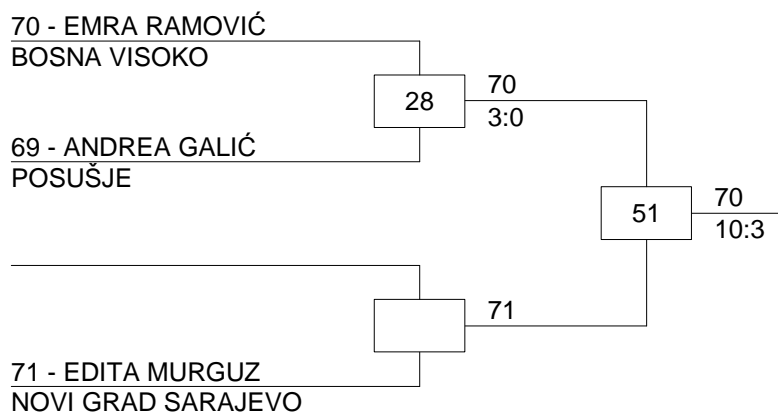 70 - EMRA RAMOVIĆ
BOSNA VISOKO
28
70
3:0
69 - ANDREA GALIĆ
POSUŠJE
51
70
10:3
71
71 - EDITA MURGUZ
NOVI GRAD SARAJEVO